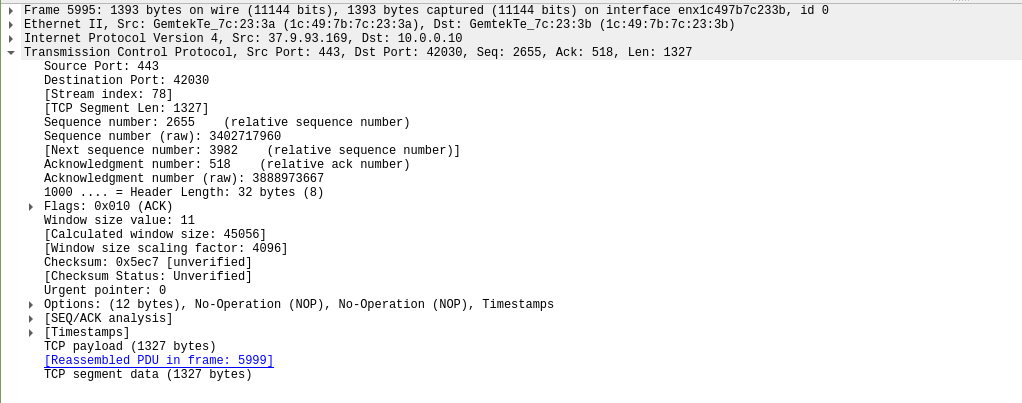 Frame 5995: 1393 bytes on wire (11144 bits), 1393 bytes captured (11144 bits) on interface enx1c497b7c233b, id 0
Ethernet II, Src: GemtekTe_7c:23:3a (1c:49:7b:7c:23:3a), Dst: GemtekTe_7c:23:3b (1c:49:7b:7c:23:3b)
Internet Protocol Version 4, Src: 37.9.93.169, Dst: 10.0.0.10
Transmission Control Protocol, Src Port: 443, Dst Port: 42030, Seq: 2655, Ack: 518, Len: 1327
Source Port: 443
Destination Port: 42030
[Stream index: 78]
[TCP Segment Len: 1327]
Sequence number: 2655    (relative sequence number)
Sequence number (raw): 3402717960
[Next sequence number: 3982    (relative sequence number)]
Acknowledgment number: 518    (relative ack number)
Acknowledgment number (raw): 3888973667
1000 .... = Header Length: 32 bytes (8)
Flags: 0x010 (ACK)
Window size value: 11
[Calculated window size: 45056]
[Window size scaling factor: 4096]
Checksum: 0x5ec7 [unverified]
[Checksum Status: Unverified]
Urgent pointer: 0
Options: (12 bytes), No-Operation (NOP), No-Operation (NOP), Timestamps
[SEQ/ACK analysis]
[Timestamps]
TCP payload (1327 bytes)
[Reassembled PDU in frame: 5999]
TCP segment data (1327 bytes)